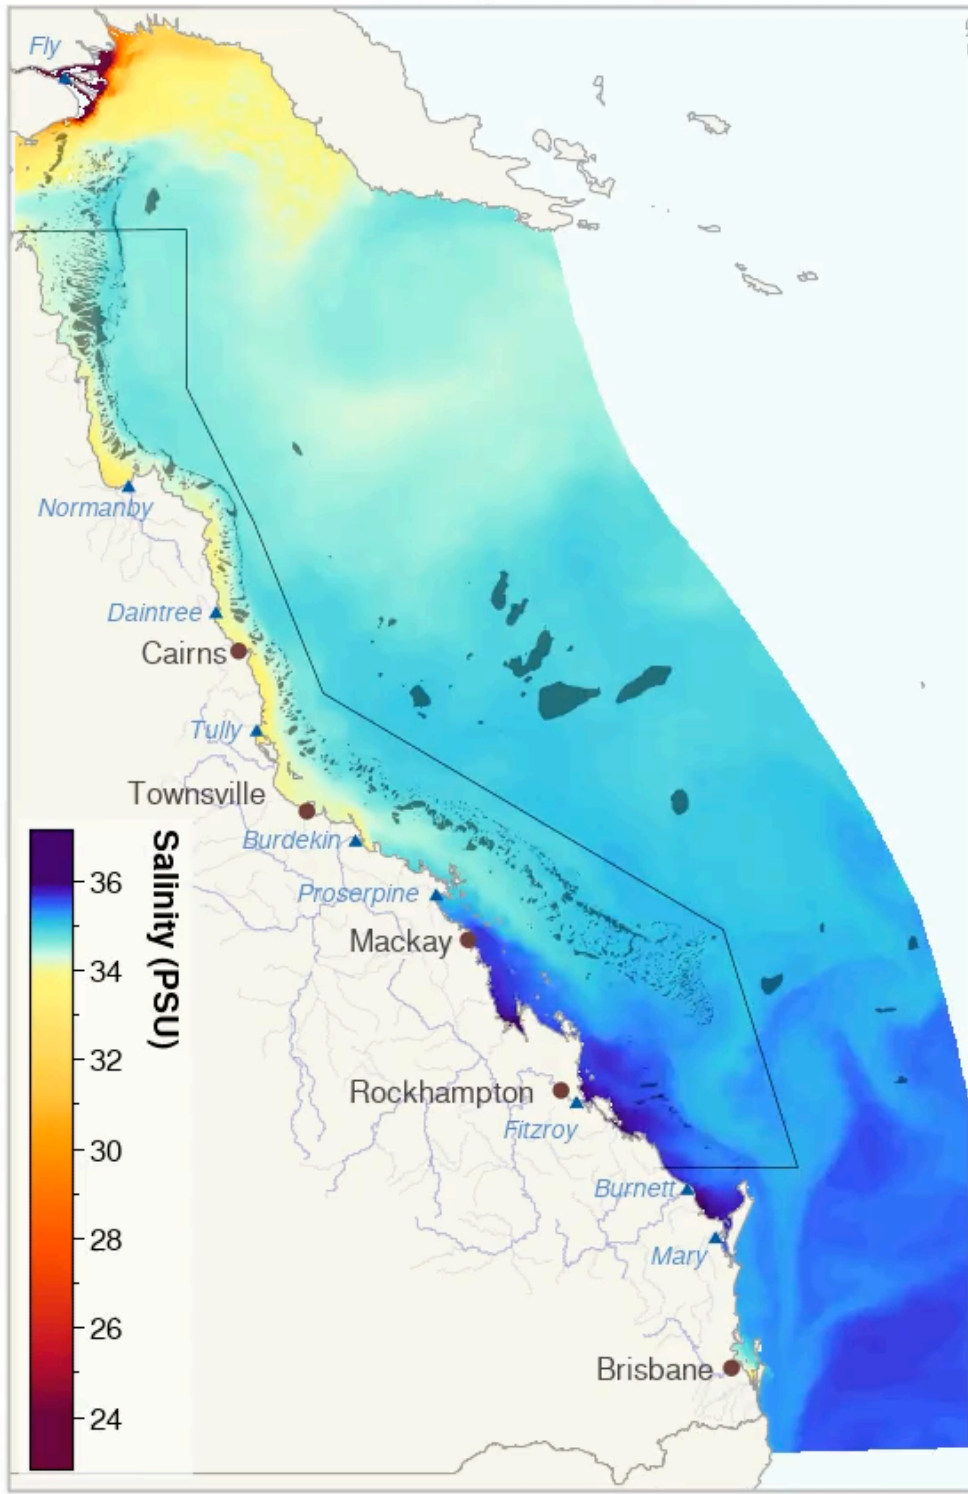 Fly
Normanby
Daintree
Cairns
Tully
Townsville
Burdekin
Proserpine
Mackay
Rockhampton
Fitzroy
Burnett
Mary
Brisbane
Salinity (PSU)
36
34
32
30
28
26
24